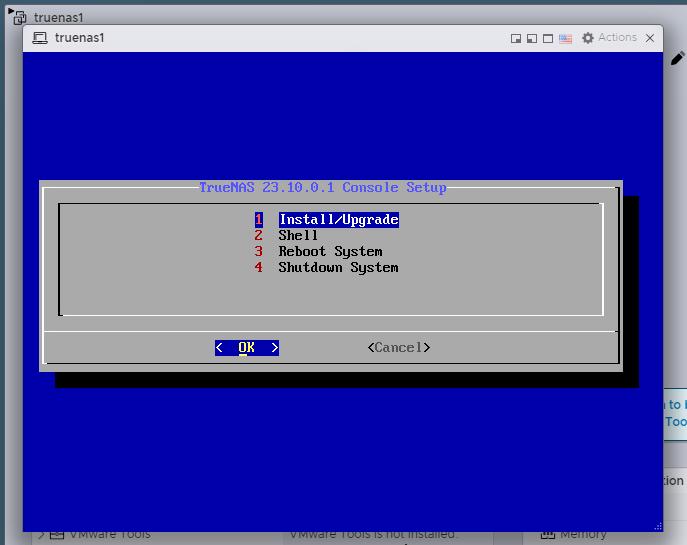 truenas1
truenas1
Actions
TrueNAS 23.10.0.1 Console Setup
1 Install/Upgrade
2 Shell
3 Reboot System
4 Shutdown System
< OK >
<Cancel>
to
Too
tion
VMware Tools
VMware Tools is not installed.
Memory